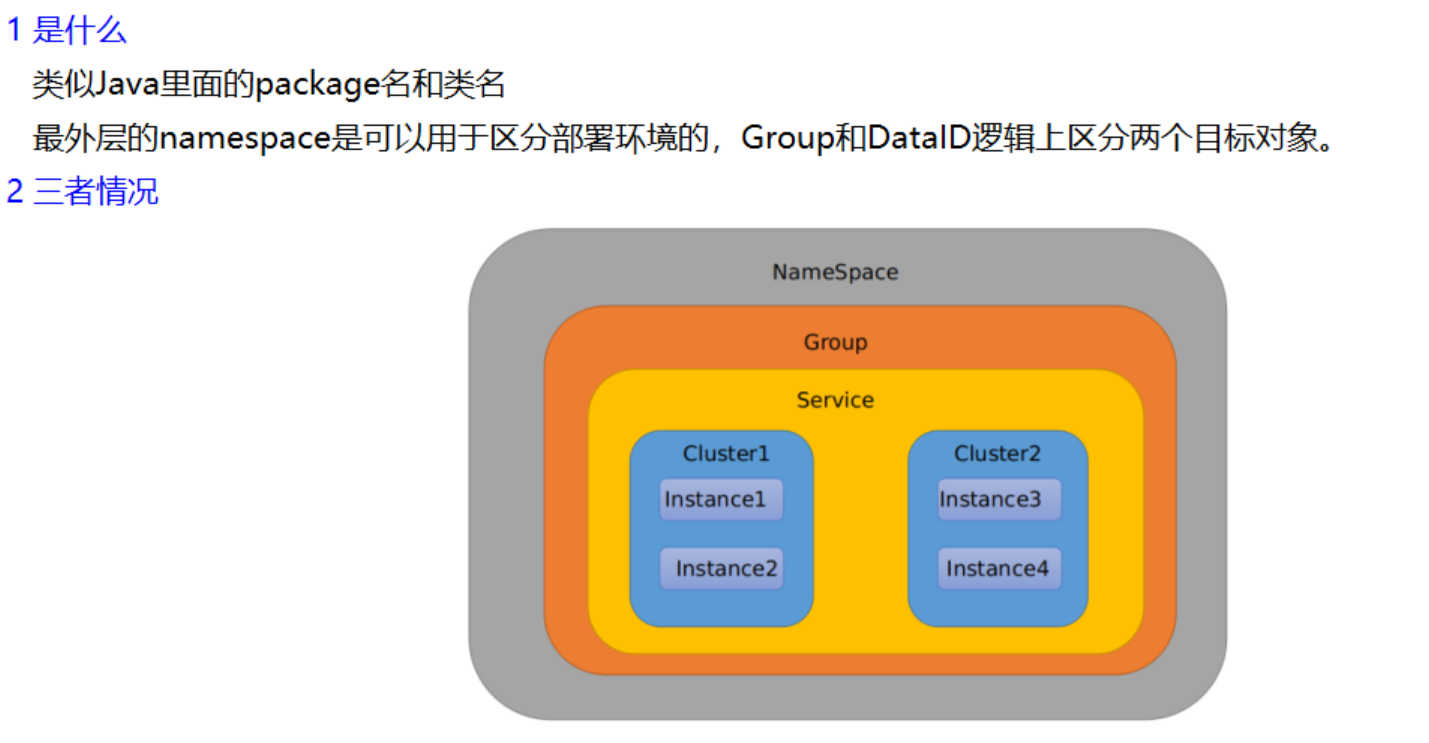 1 是什么
类似Java里面的package名和类名
最外层的namespace是可以用于区分部署环境的，Group和DataID逻辑上区分两个目标对象。
2 三者情况
NameSpace
Group
Service
Cluster1
Cluster2
Instance1
Instance3
Instance2
Instance4